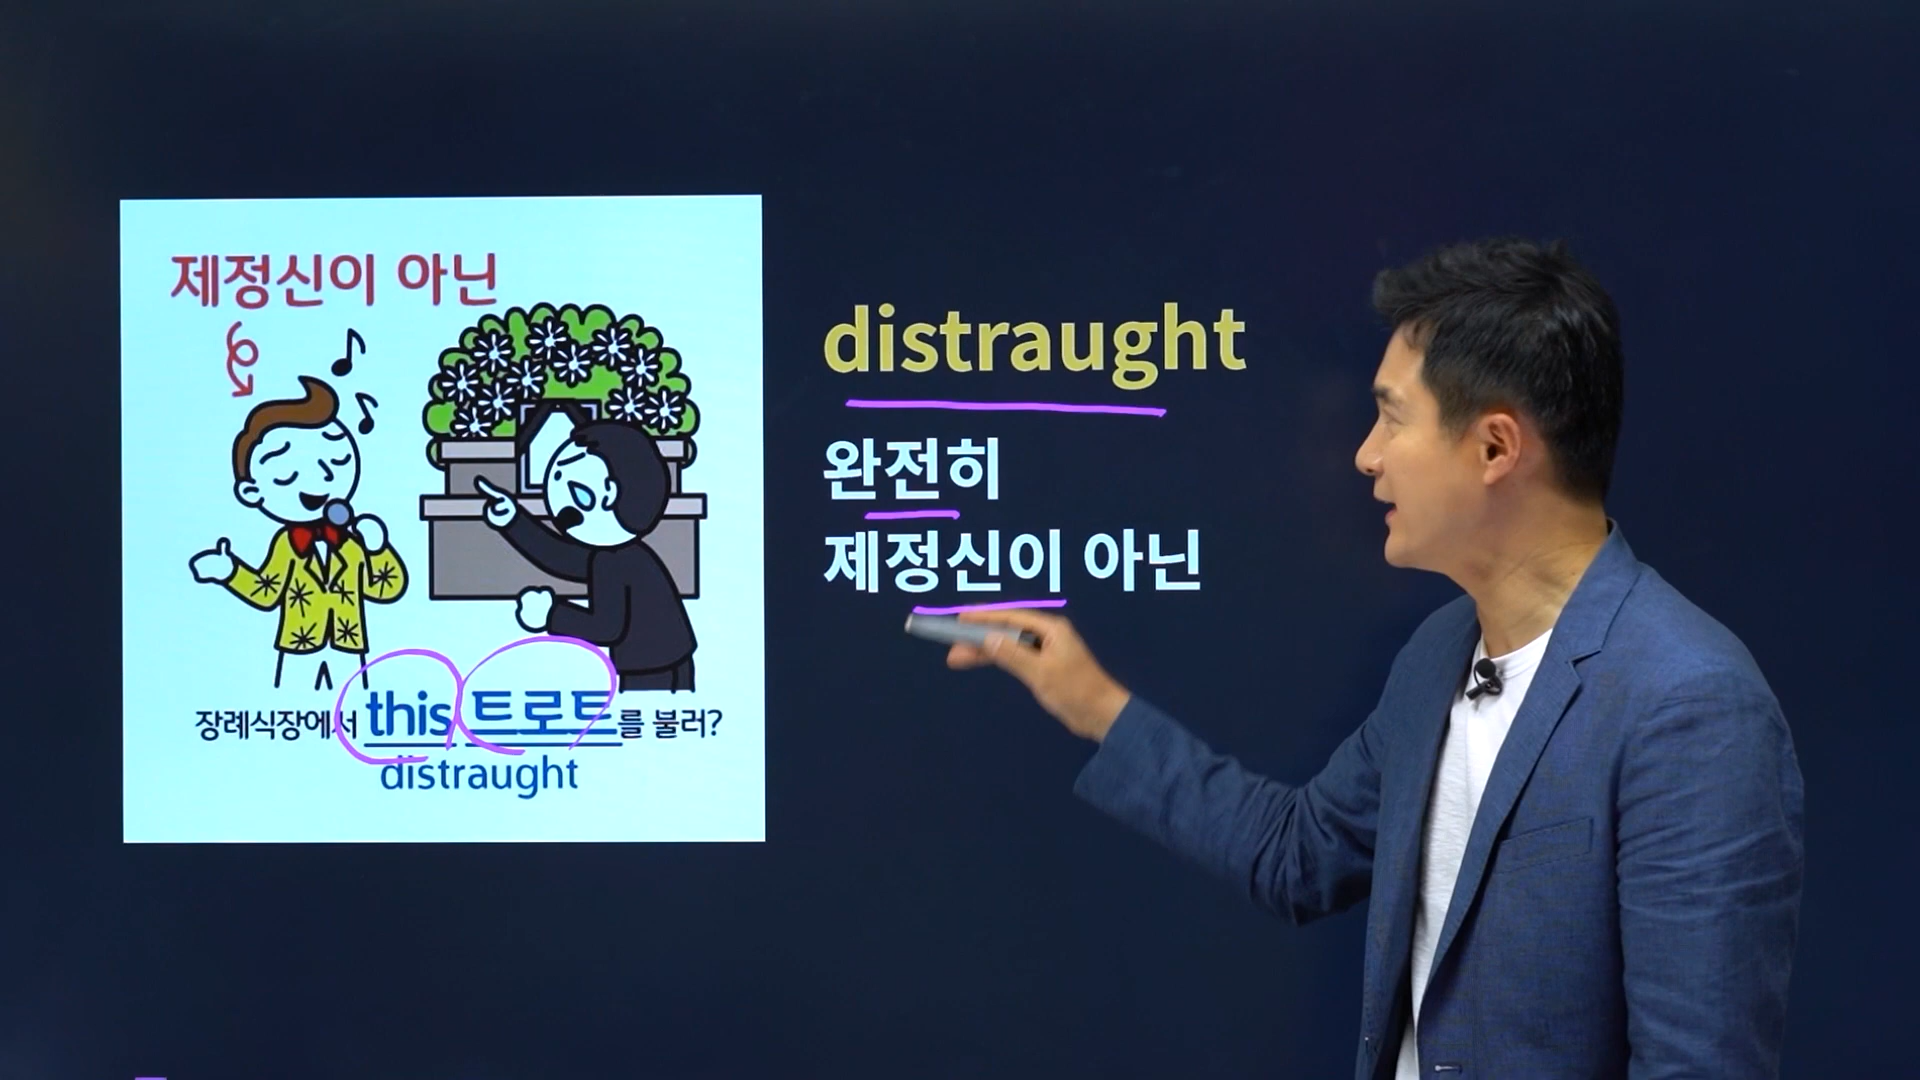 제정신이 아닌
장례식장에서 this 트로트를 불러?
distraught
distraught
완전히
제정신이 아닌